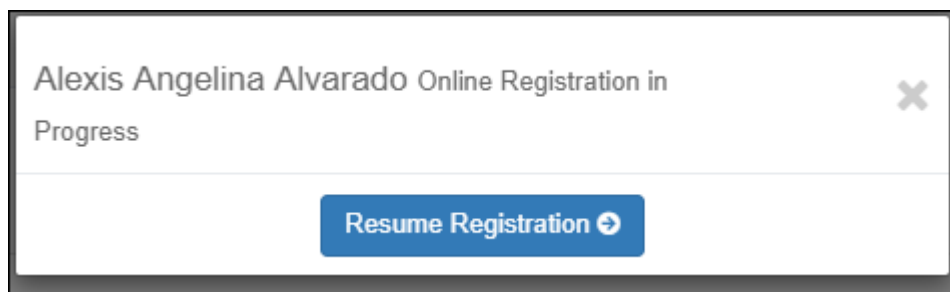 Alexis Angelina Alvarado Online Registration in
Progress
Resume Registration